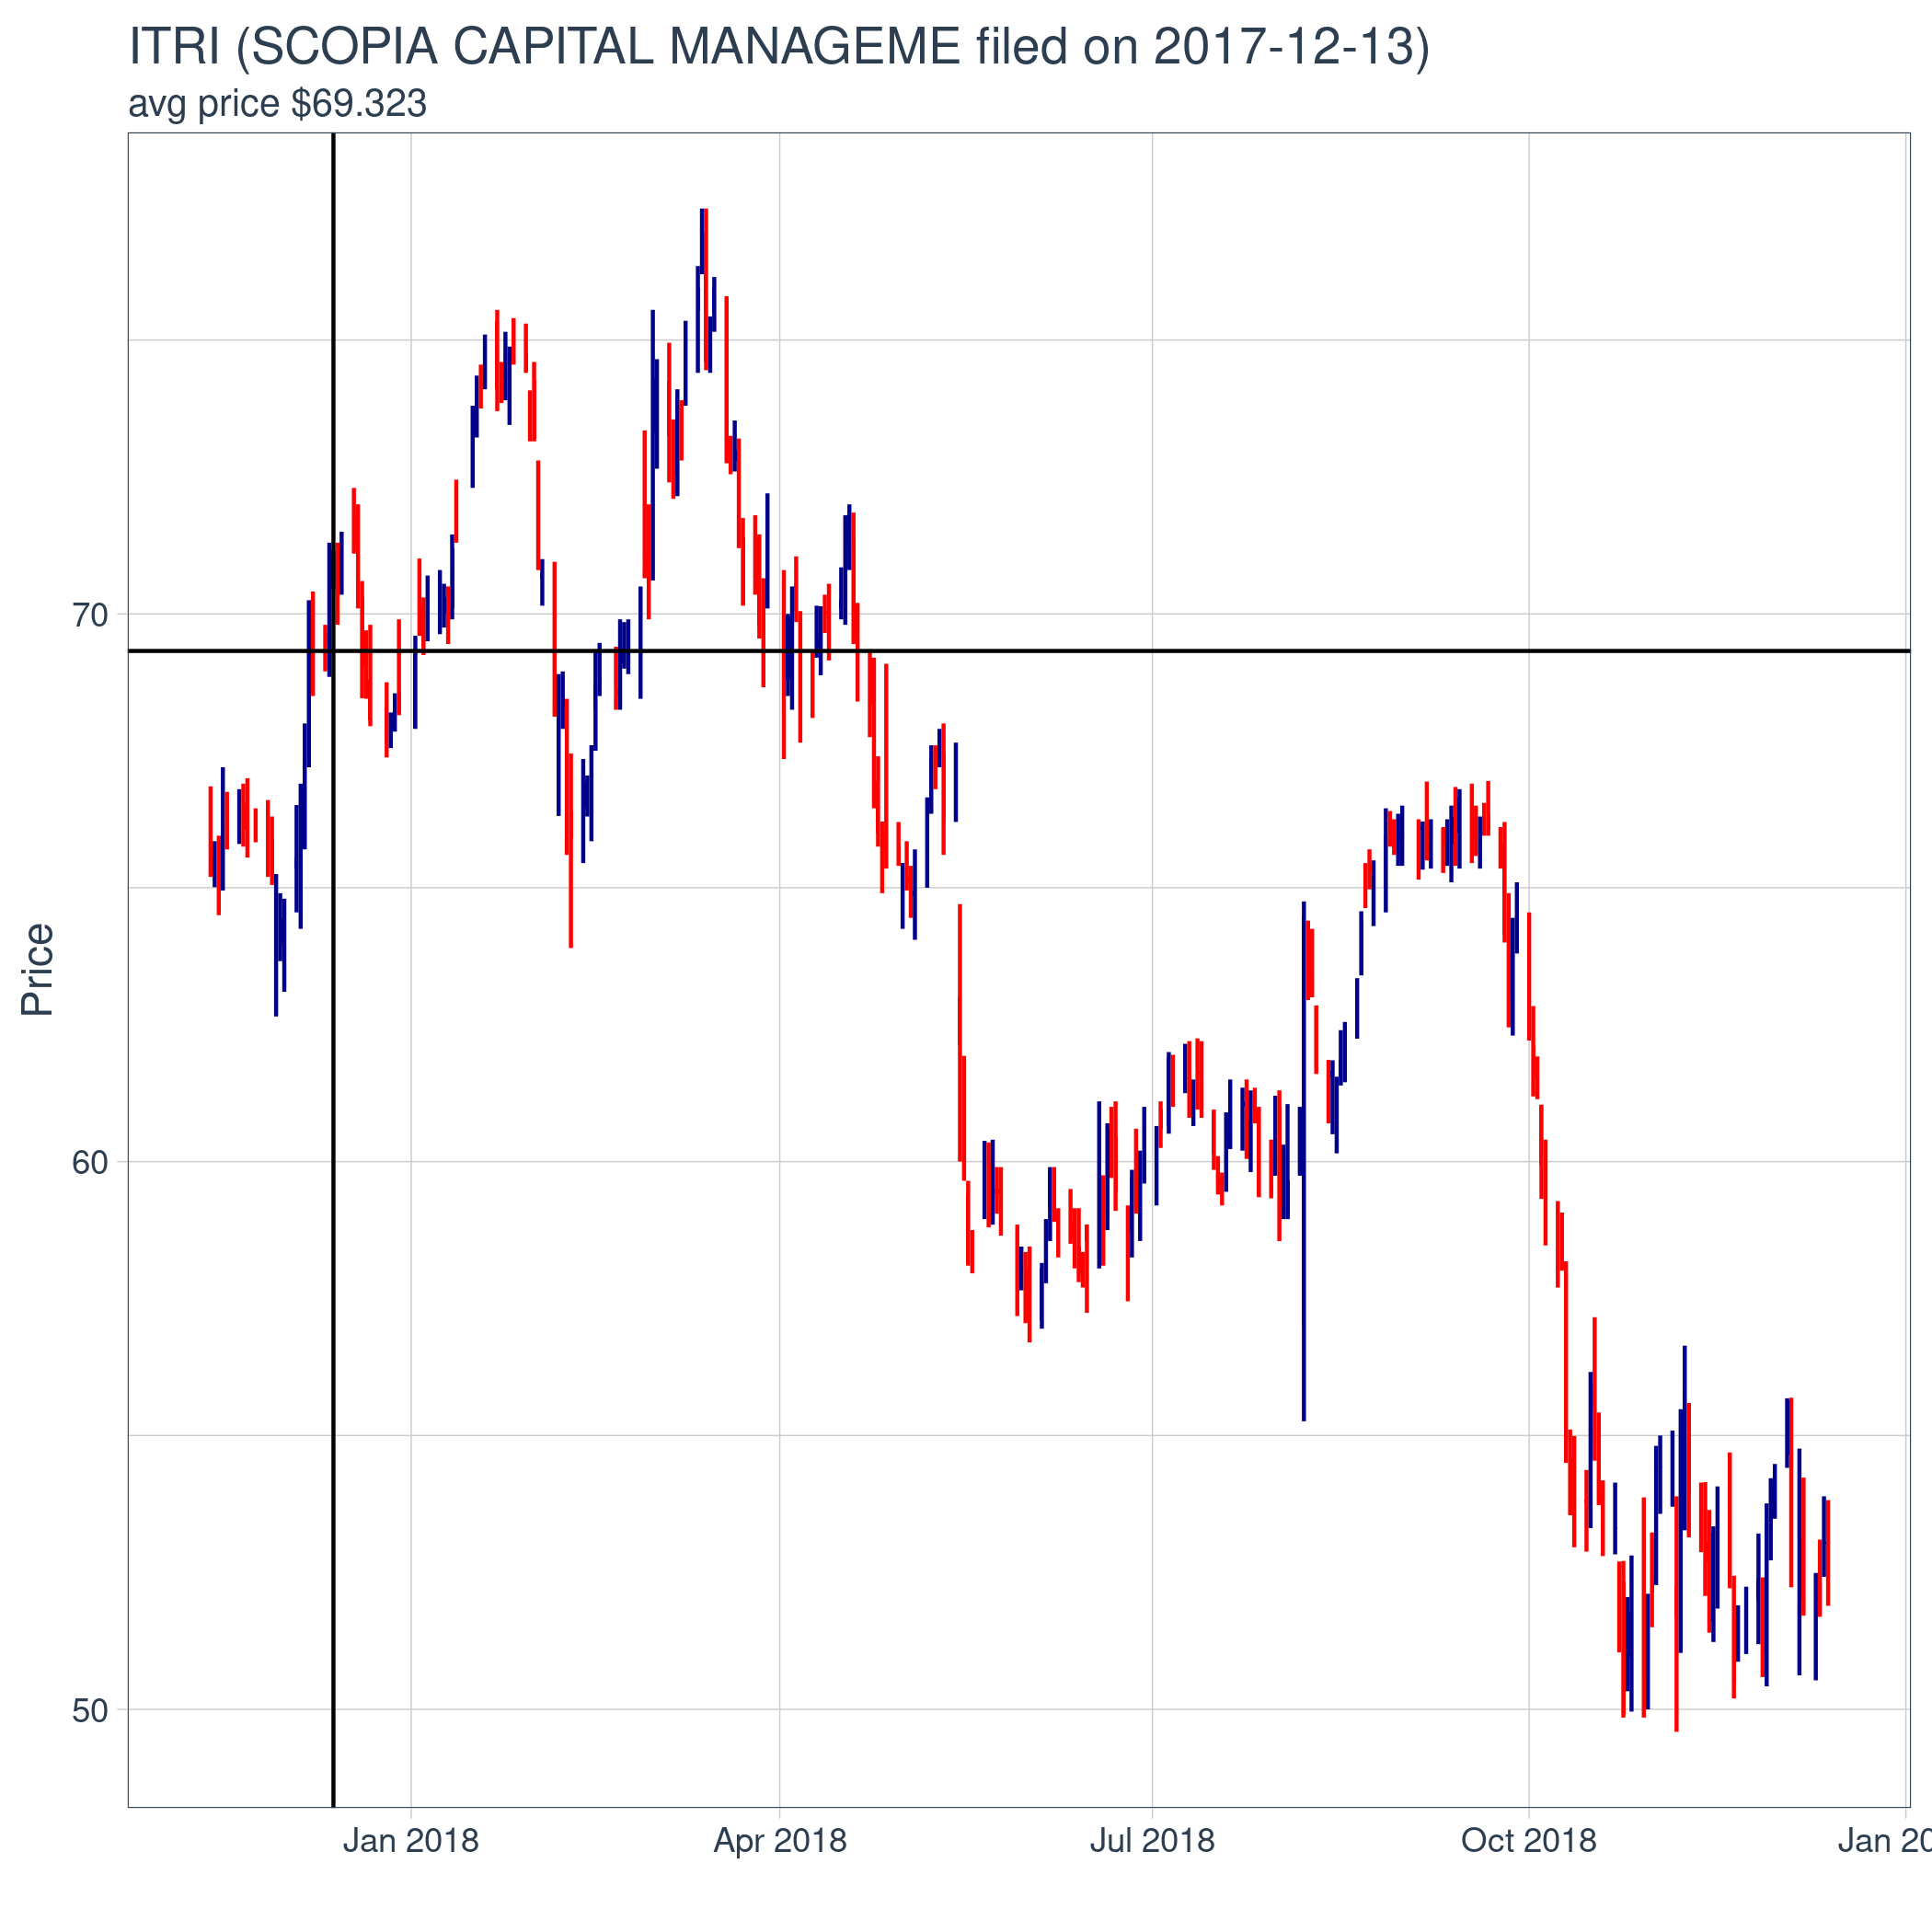 ITRI (SCOPIA CAPITAL MANAGEME filed on 2017-12-13)
avg price $69.323
Price
70
60
50
Jan 2018
Apr 2018
Jul 2018
Oct 2018
Jan 20